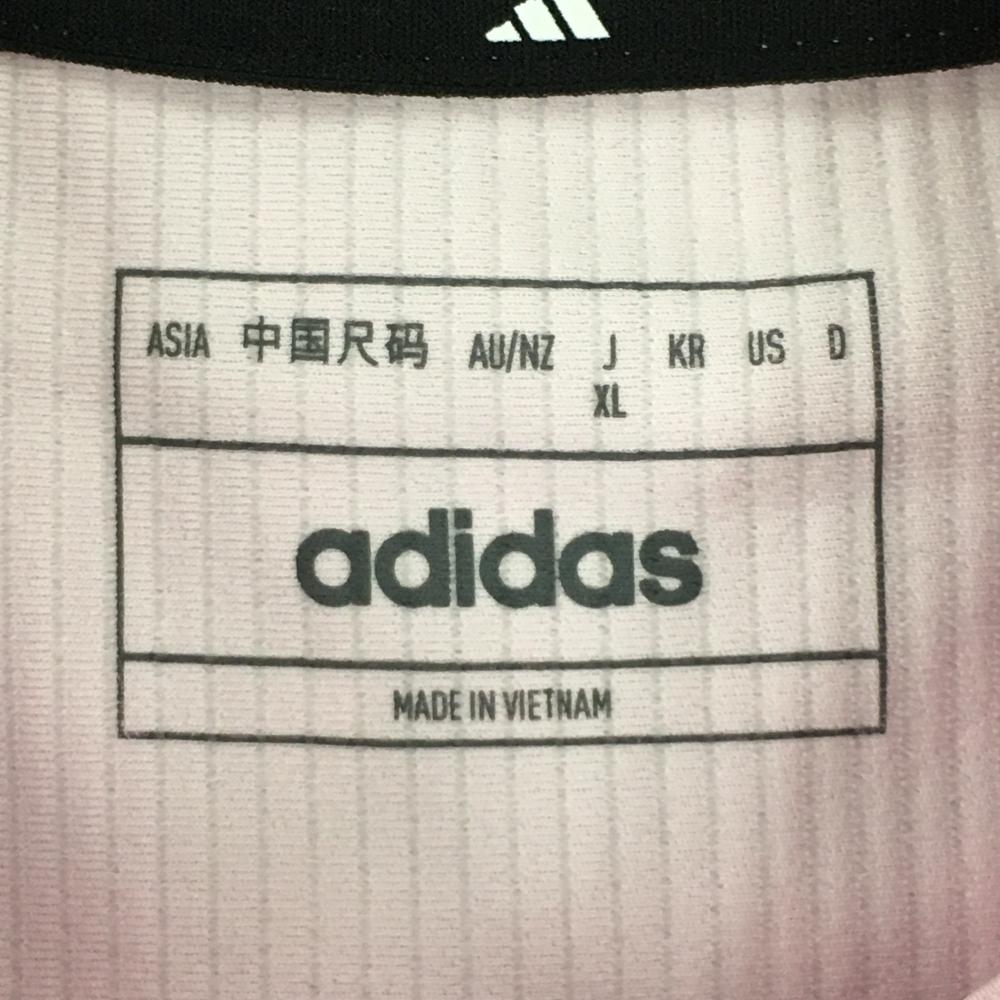 ASIA 中国尺码 AU/NZ J KR US D
XL
adidas
MADE IN VIETNAM